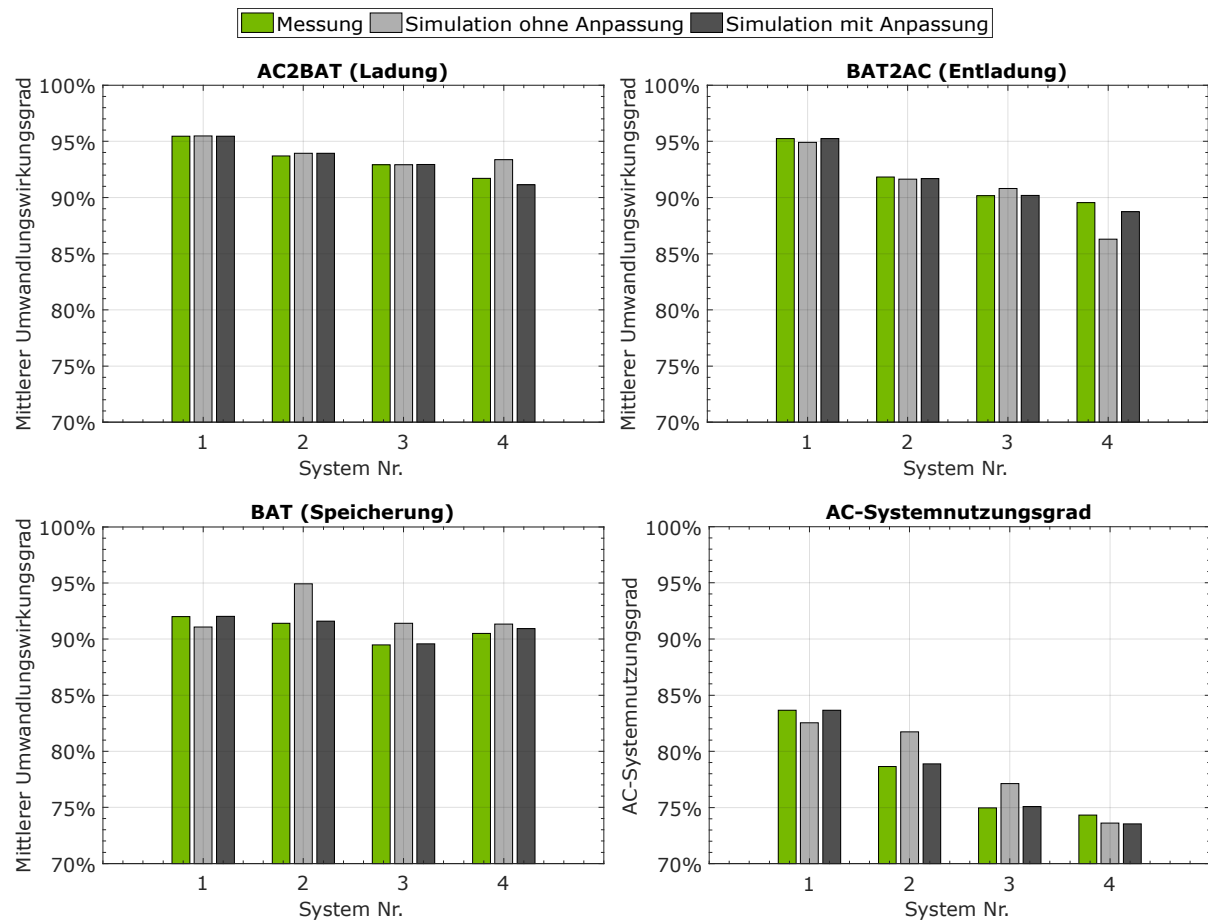 Messung Simulation ohne Anpassung Simulation mit Anpassung
AC2BAT (Ladung)
Mittlerer Umwandlungswirkungsgrad
100%
95%
90%
85%
80%
75%
70%
1 2 3 4
System Nr.
BAT2AC (Entladung)
Mittlerer Umwandlungswirkungsgrad
100%
95%
90%
85%
80%
75%
70%
1 2 3 4
System Nr.
BAT (Speicherung)
Mittlerer Umwandlungswirkungsgrad
100%
95%
90%
85%
80%
75%
70%
1 2 3 4
System Nr.
AC-Systemnutzungsgrad
AC-Systemnutzungsgrad
100%
95%
90%
85%
80%
75%
70%
1 2 3 4
System Nr.